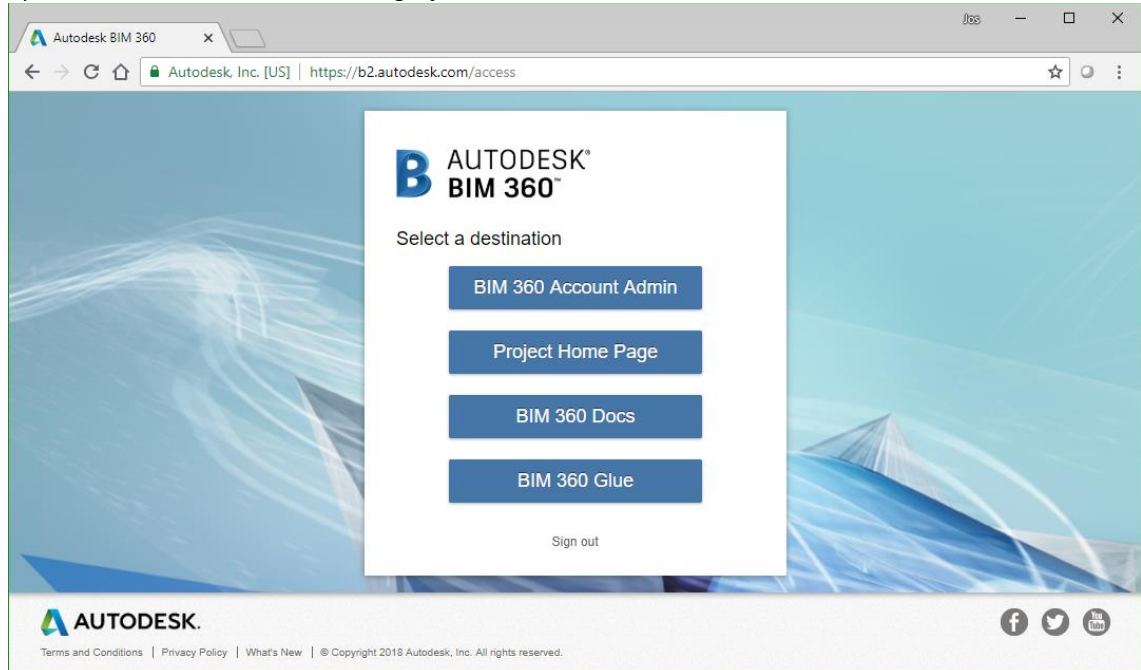 Jos
Autodesk BIM 360
Autodesk, Inc. [US] | https://b2.autodesk.com/access
AUTODESK®
BIM 360™
Select a destination
BIM 360 Account Admin
Project Home Page
BIM 360 Docs
BIM 360 Glue
Sign out
AUTODESK.
You Tube
Terms and Conditions | Privacy Policy | What's New | © Copyright 2018 Autodesk, Inc. All rights reserved.